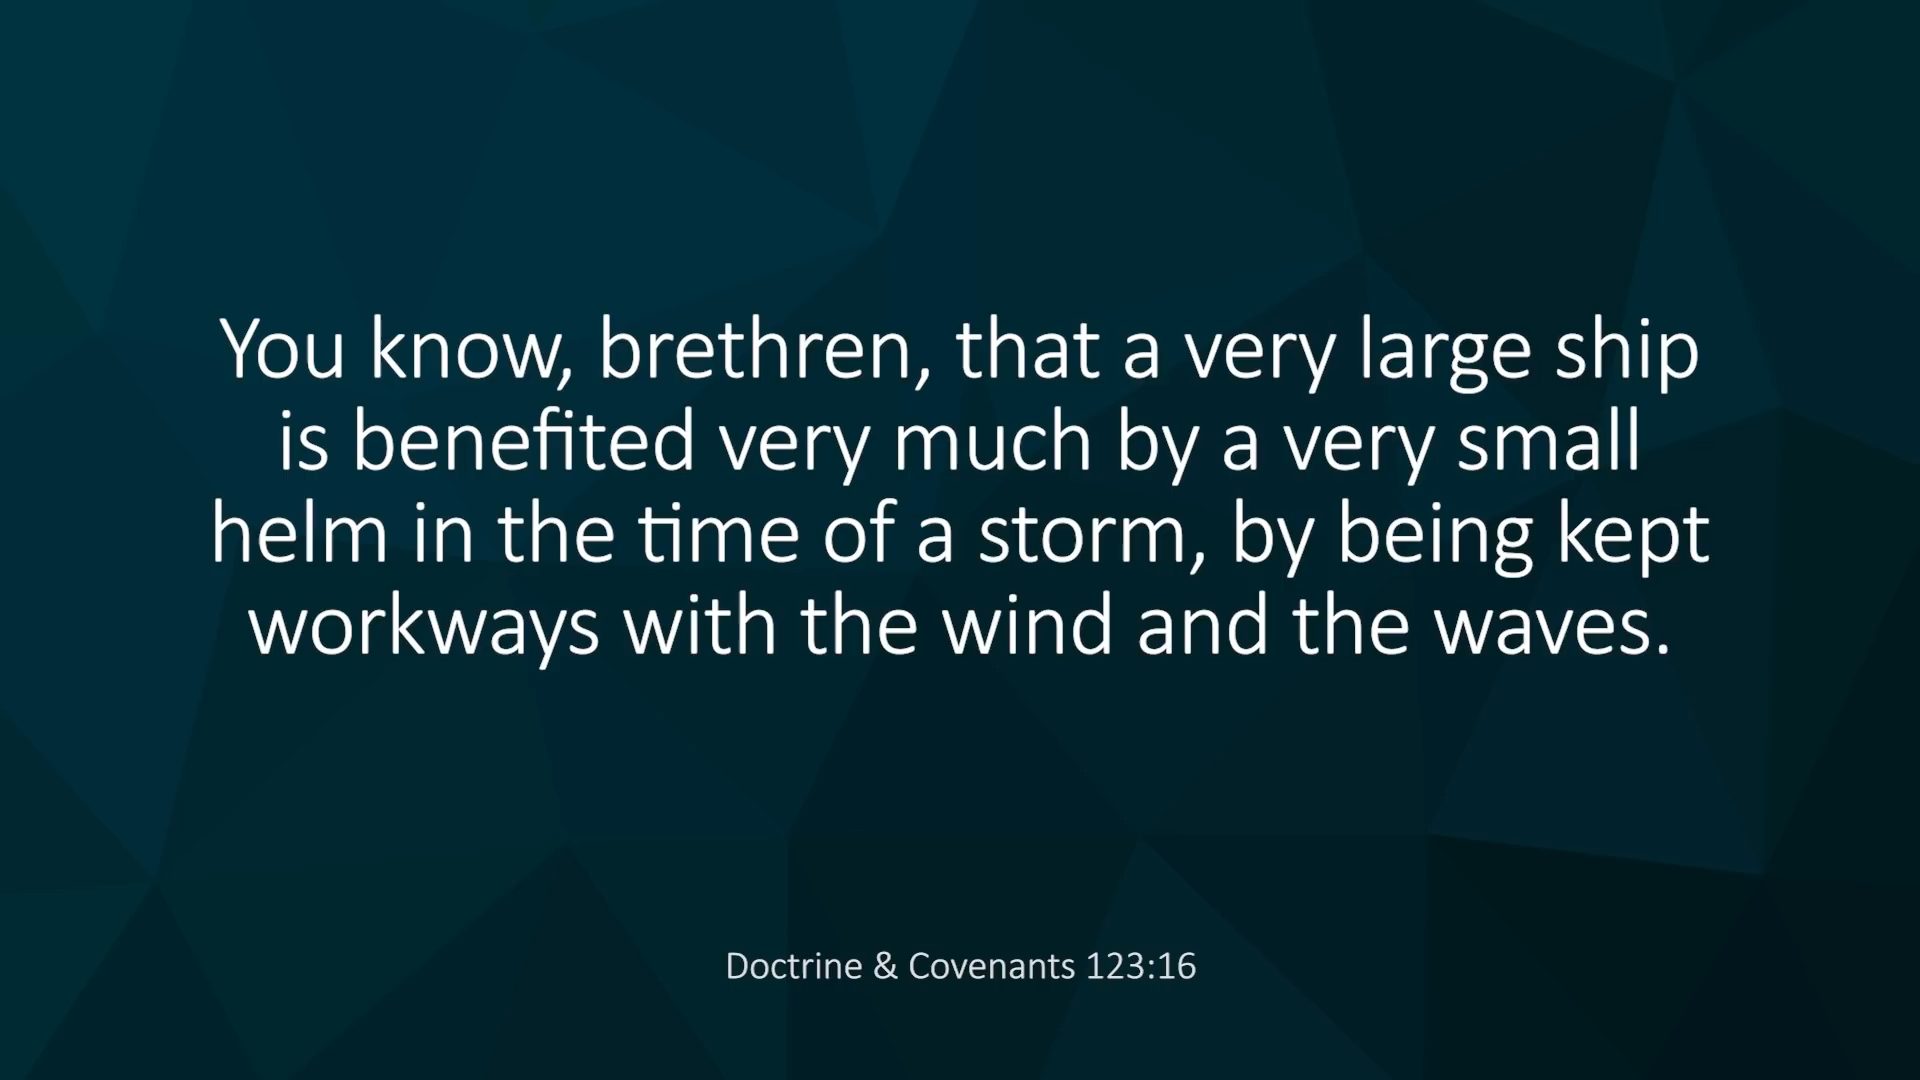 You know, brethren, that a very large ship
is benefited very much by a very small
helm in the time of a storm, by being kept
workways with the wind and the waves.
Doctrine & Covenants 123:16